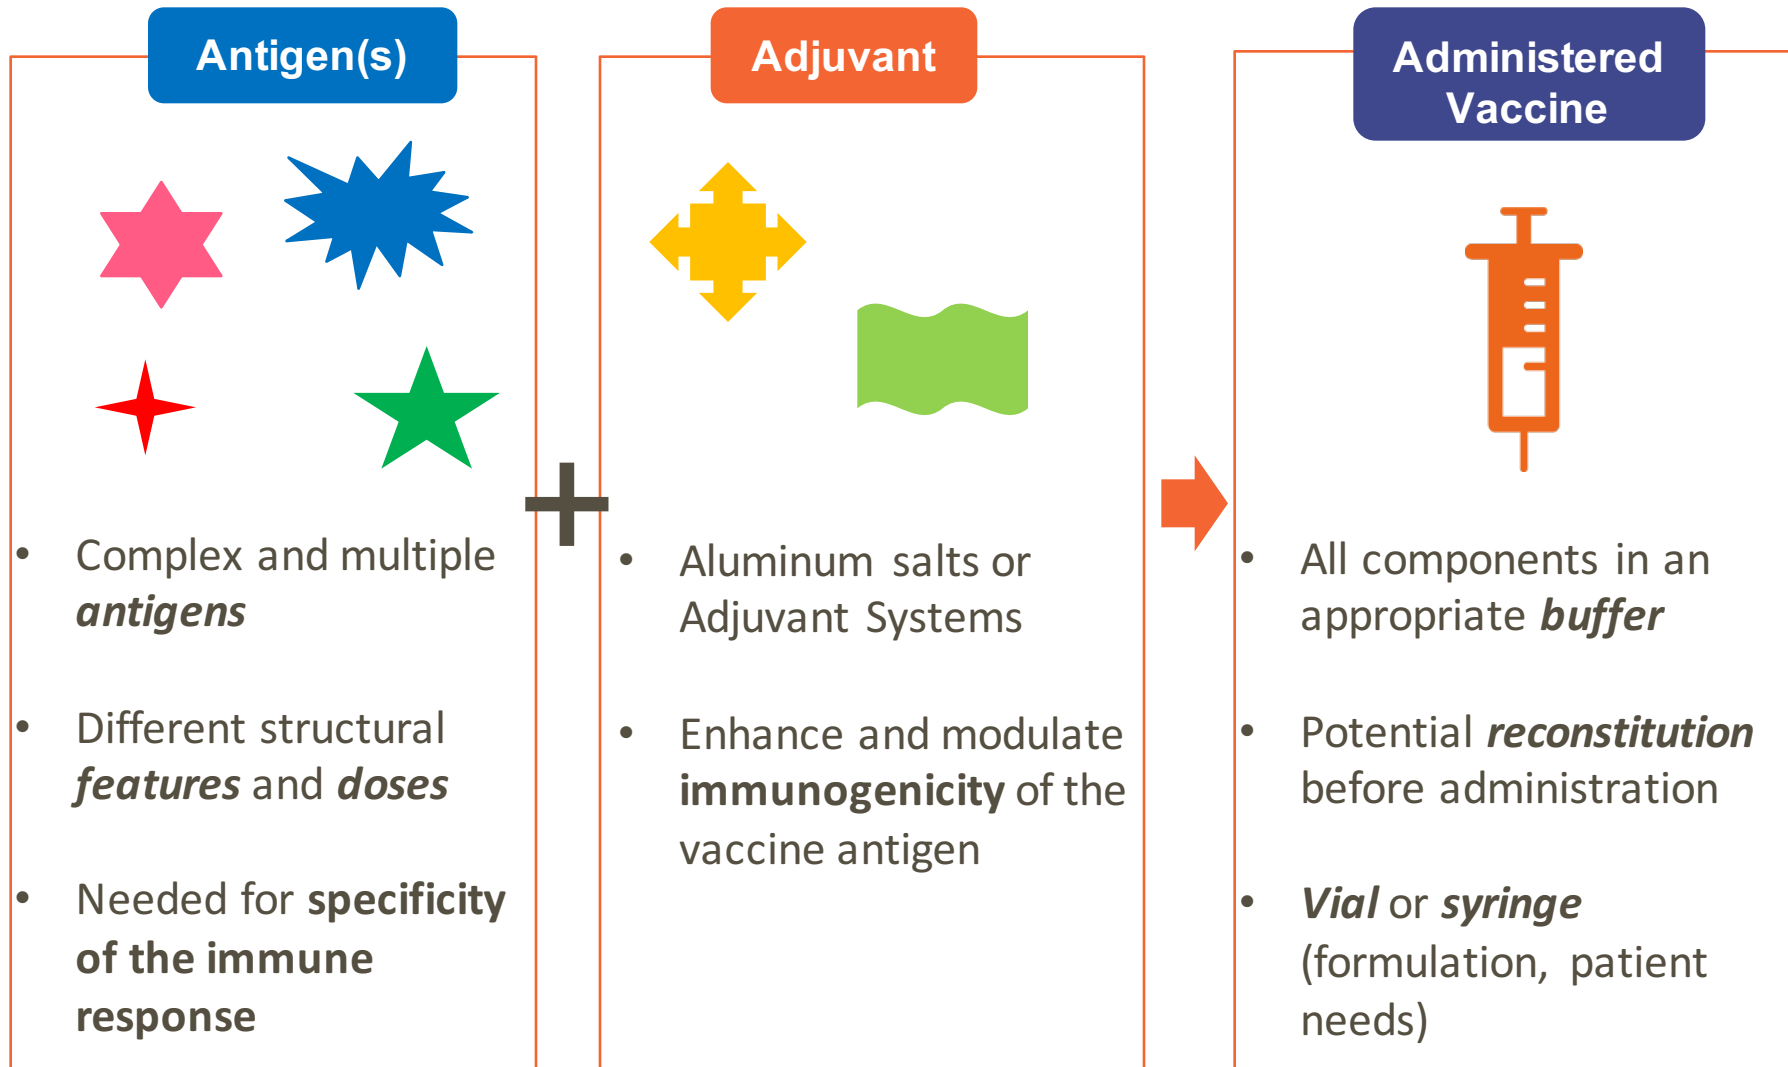 Antigen(s)
• Complex and multiple
antigens
• Different structural
features and doses
• Needed for specificity
of the immune
response
Adjuvant
• Aluminum salts or
Adjuvant Systems
• Enhance and modulate
immunogenicity of the
vaccine antigen
Administered
Vaccine
• All components in an
appropriate buffer
• Potential reconstitution
before administration
• Vial or syringe
(formulation, patient
needs)